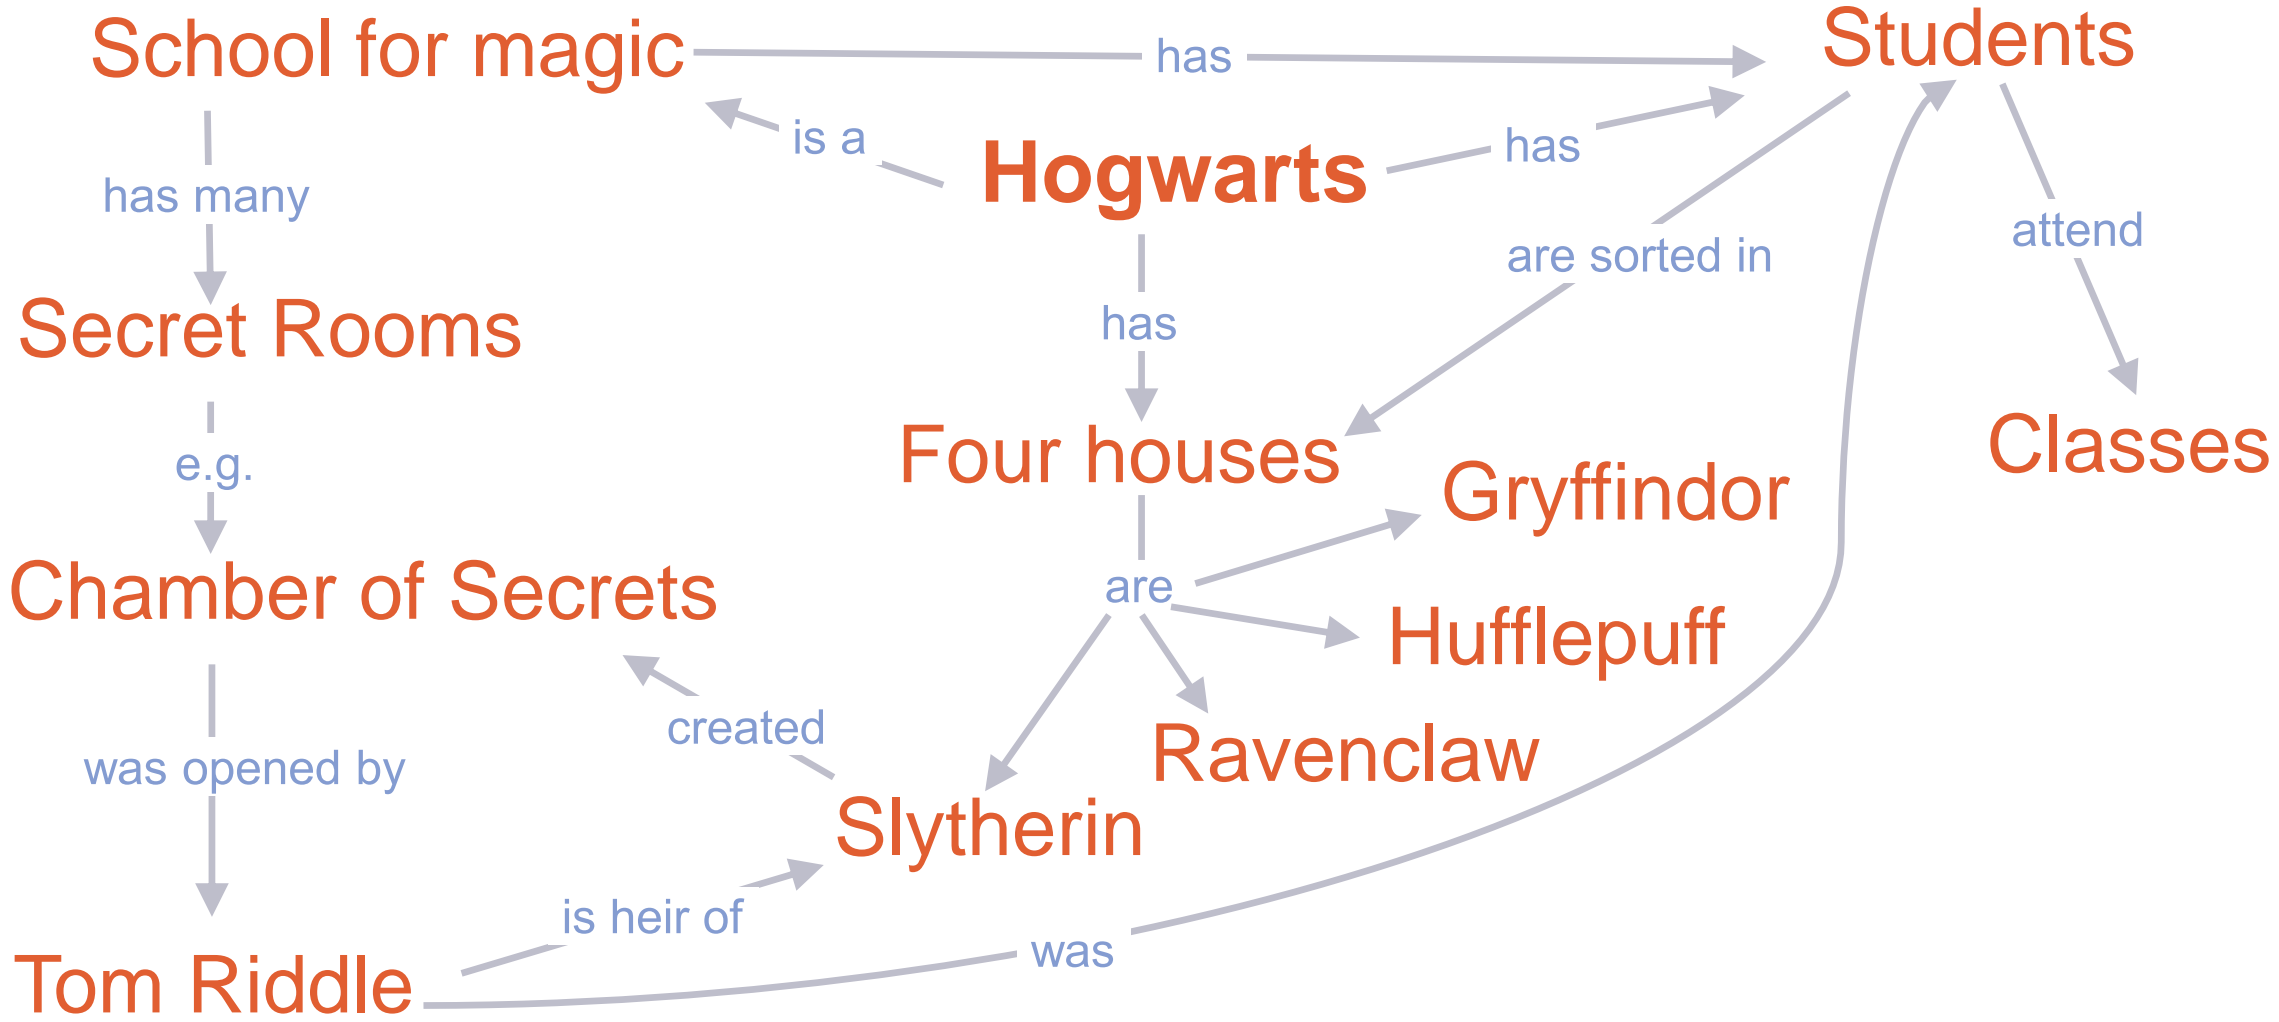 School for magic
has
Students
is a
Hogwarts
has
has many
are sorted in
attend
Secret Rooms
has
e.g.
Four houses
Classes
Gryffindor
Chamber of Secrets
are
Hufflepuff
created
Ravenclaw
was opened by
Slytherin
is heir of
was
Tom Riddle